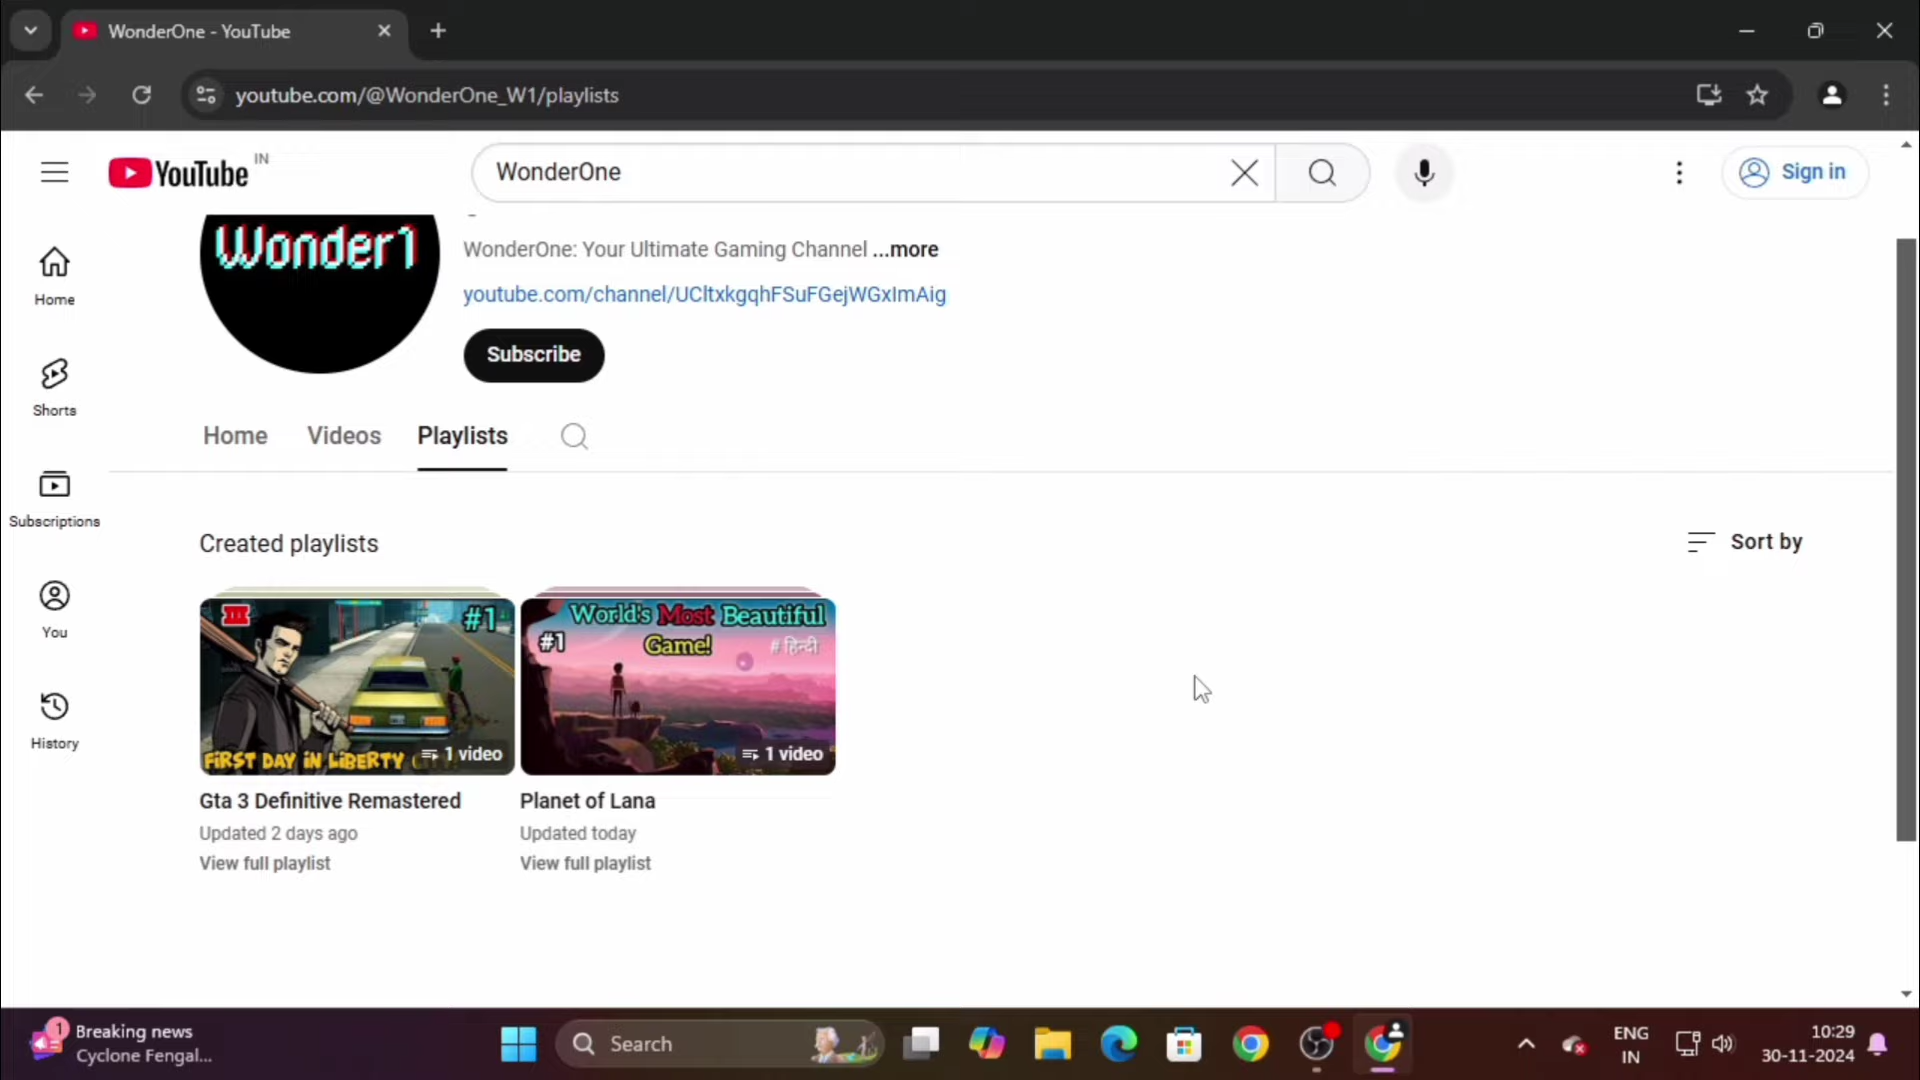 WonderOne - YouTube
youtube.com/@WonderOne_W1/playlists
YouTube IN
WonderOne
Sign in
Wonder1
WonderOne: Your Ultimate Gaming Channel ...more
youtube.com/channel/UCltxkgqhFSuFGejWGxImAig
Subscribe
Home
Shorts
Subscriptions
You
History
Home Videos Playlists
Created playlists
Sort by
III
#1
FiRST DAY iN LiBERTY
1 video
World's Most Beautiful
Game!
#1
# हिन्दी
1 video
Gta 3 Definitive Remastered
Updated 2 days ago
View full playlist
Planet of Lana
Updated today
View full playlist
1
Breaking news
Cyclone Fengal...
Search
ENG
IN
10:29
30-11-2024